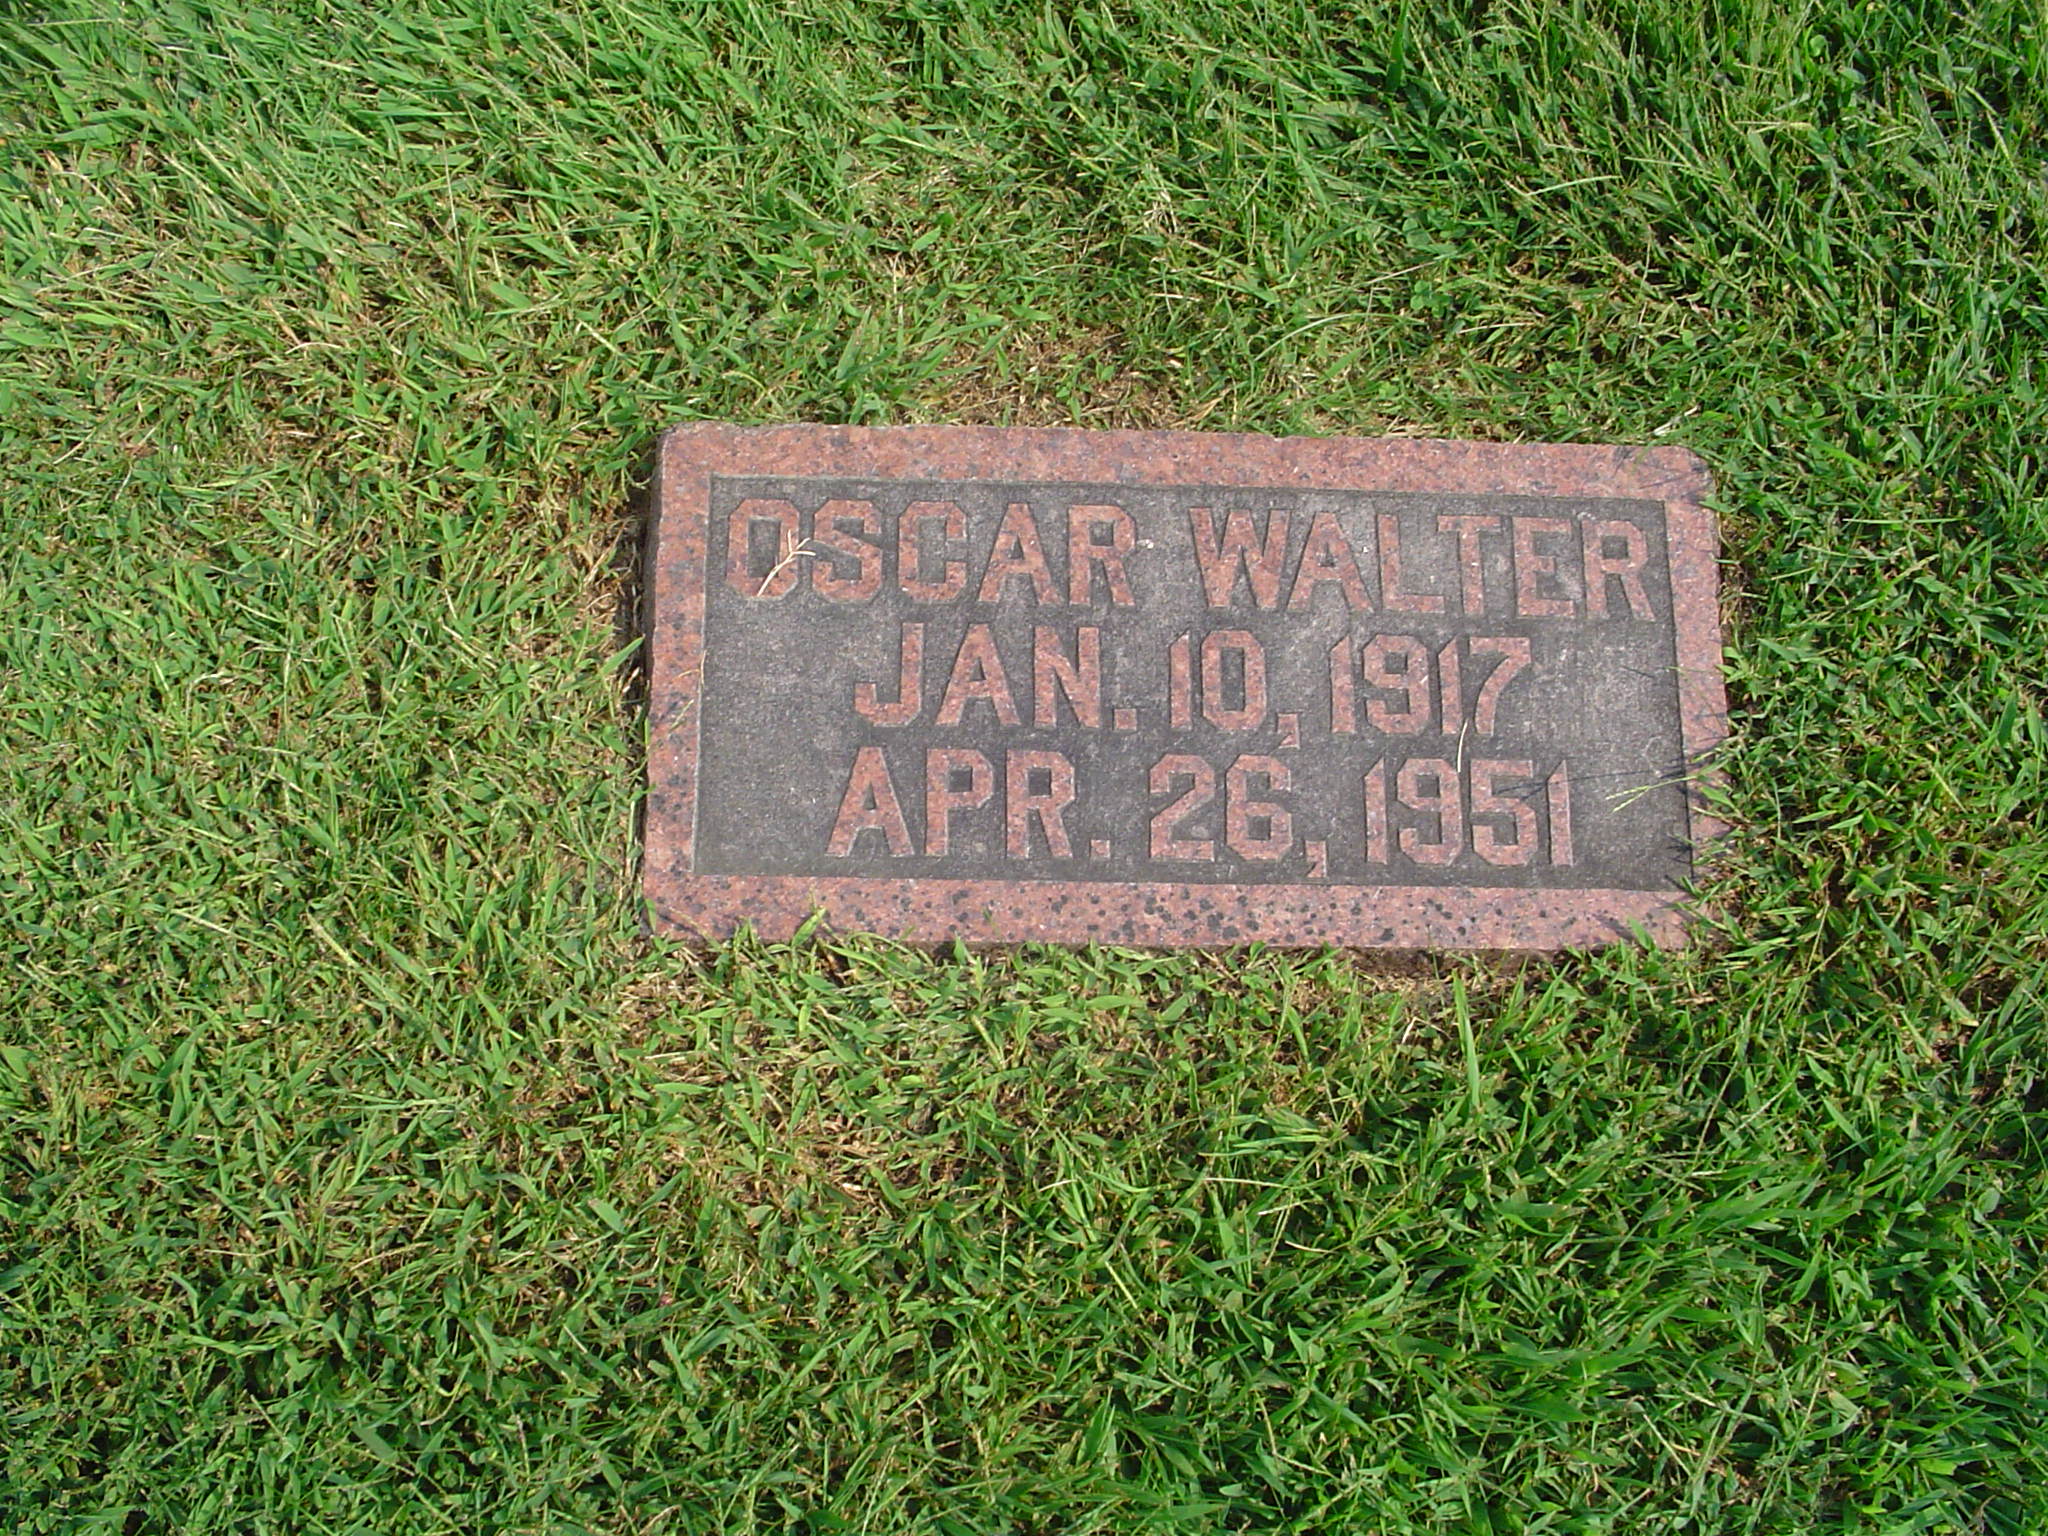 OSCAR WALTER
JAN. 10, 1917
APR. 26, 1951